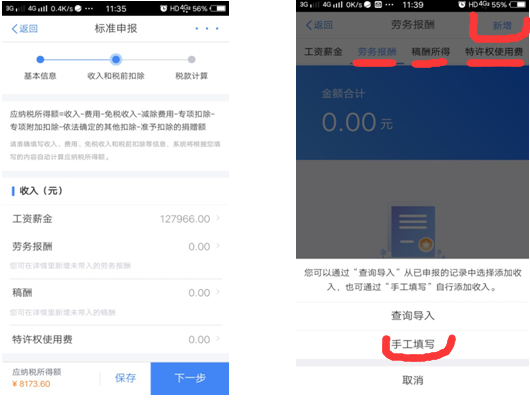 3G 4G 0.4K/s HD 4G 56% 11:35
返回 标准申报
基本信息 收入和税前扣除 税款计算
应纳税所得额=收入-费用-免税收入-减除费用-专项扣除-
专项附加扣除-依法确定的其他扣除-准予扣除的捐赠额
请准确填写收入、费用、免税收入和税前扣除等信息，系统将根据您填
写的内容自动计算应纳税所得额。
收入（元）
工资薪金 127966.00
劳务报酬 0.00
您可在详情里新增未带入的劳务报酬
稿酬 0.00
您可在详情里新增未带入的稿酬
特许权使用费 0.00
应纳税所得额
¥8173.60
保存 下一步
3G 4G 0K/s 11:39 HD 4G 55%
返回 劳务报酬 新增
工资薪金 劳务报酬 稿酬所得 特许权使用费
金额合计
0.00 元
您可以通过“查询导入”从已申报的记录中选择添加收
入，也可通过“手工填写”自行添加收入。
查询导入
手工填写
取消